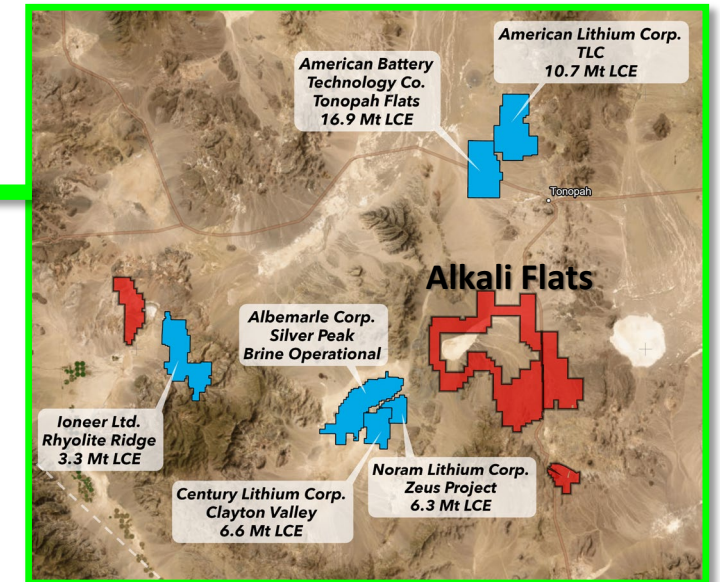 American Lithium Corp.
TLC
10.7 Mt LCE
American Battery
Technology Co.
Tonopah Flats
16.9 Mt LCE
Tonopah
Alkali Flats
Albemarle Corp.
Silver Peak
Brine Operational
Ioneer Ltd.
Rhyolite Ridge
3.3 Mt LCE
Noram Lithium Corp.
Zeus Project
6.3 Mt LCE
Century Lithium Corp.
Clayton Valley
6.6 Mt LCE